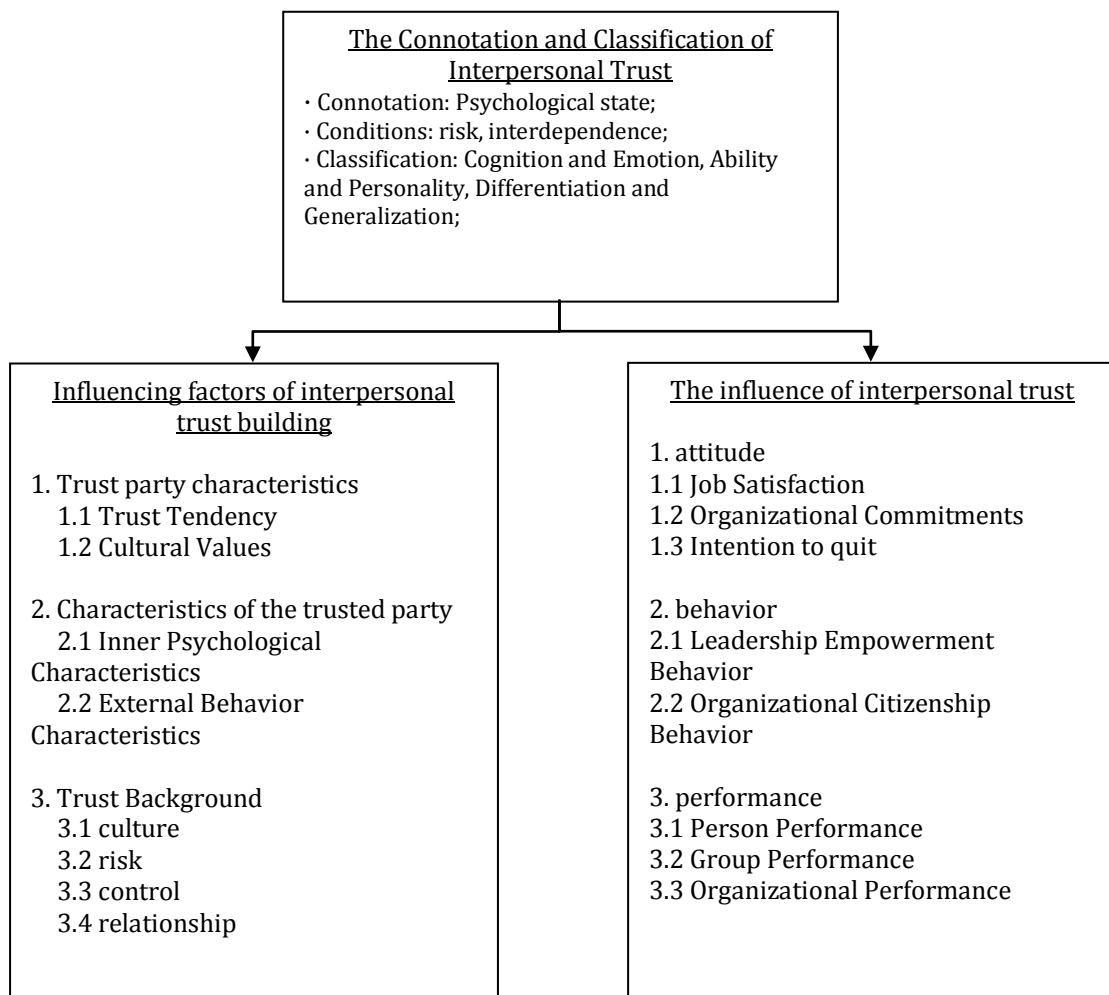 The Connotation and Classification of
Interpersonal Trust
· Connotation: Psychological state;
· Conditions: risk, interdependence;
· Classification: Cognition and Emotion, Ability
and Personality, Differentiation and
Generalization;
Influencing factors of interpersonal
trust building
1. Trust party characteristics
1.1 Trust Tendency
1.2 Cultural Values
2. Characteristics of the trusted party
2.1 Inner Psychological
Characteristics
2.2 External Behavior
Characteristics
3. Trust Background
3.1 culture
3.2 risk
3.3 control
3.4 relationship
The influence of interpersonal trust
1. attitude
1.1 Job Satisfaction
1.2 Organizational Commitments
1.3 Intention to quit
2. behavior
2.1 Leadership Empowerment
Behavior
2.2 Organizational Citizenship
Behavior
3. performance
3.1 Person Performance
3.2 Group Performance
3.3 Organizational Performance